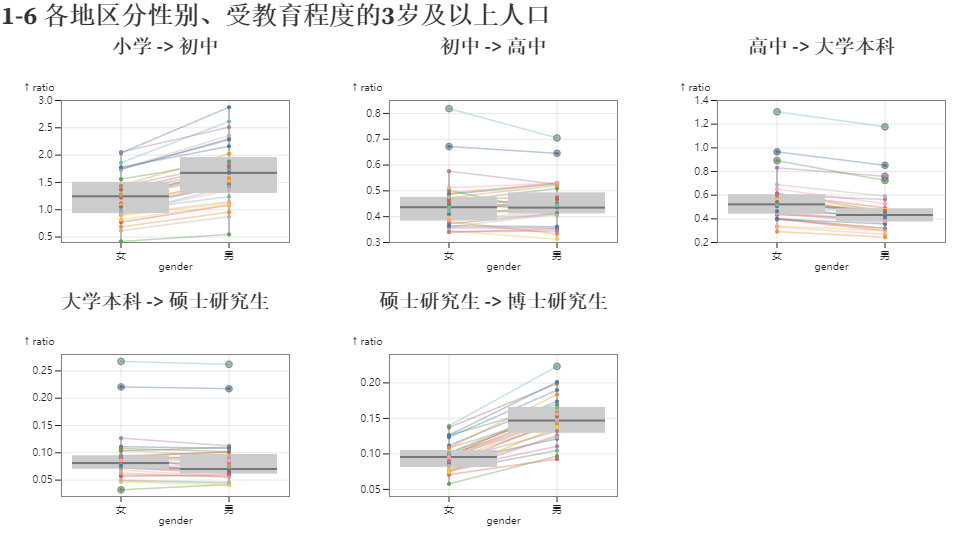 1-6 各地区分性别、受教育程度的3岁及以上人口
小学 -> 初中
↑ ratio
3.0
2.5
2.0
1.5
1.0
0.5
女
男
gender
初中 -> 高中
↑ ratio
0.8
0.7
0.6
0.5
0.4
0.3
女
男
gender
高中 -> 大学本科
↑ ratio
1.4
1.2
1.0
0.8
0.6
0.4
0.2
女
男
gender
大学本科 -> 硕士研究生
↑ ratio
0.25
0.20
0.15
0.10
0.05
女
男
gender
硕士研究生 -> 博士研究生
↑ ratio
0.20
0.15
0.10
0.05
女
男
gender